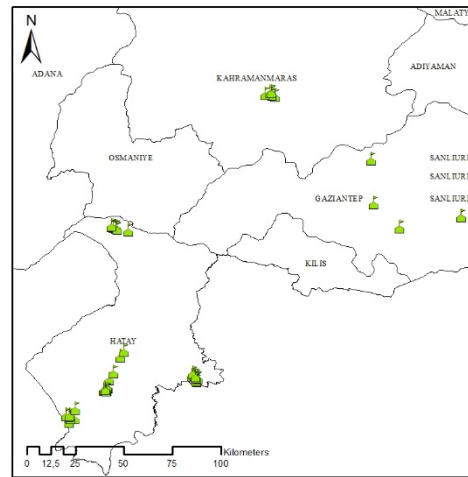 MALATY
N
ADIYAMAN
ADANA
KAHRAMANMARAS
OSMANIYE
SANLIURF
SANLIURF
GAZIANTEP
SANLIURF
KILIS
HATAY
Kilometers
0 12,5 25 50 75 100